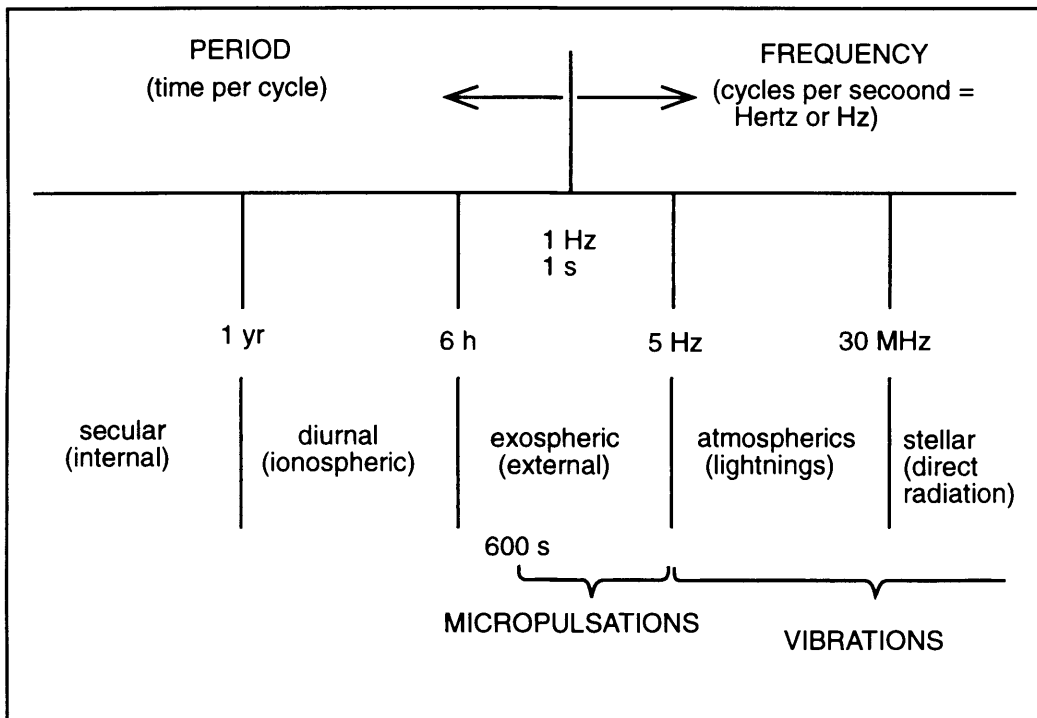 PERIOD
(time per cycle)
FREQUENCY
(cycles per secoond =
Hertz or Hz)
1 Hz
1 s
1 yr
6 h
5 Hz
30 MHz
secular
(internal)
diurnal
(ionospheric)
exospheric
(external)
atmospherics
(lightnings)
stellar
(direct
radiation)
600 s
MICROPULSATIONS
VIBRATIONS